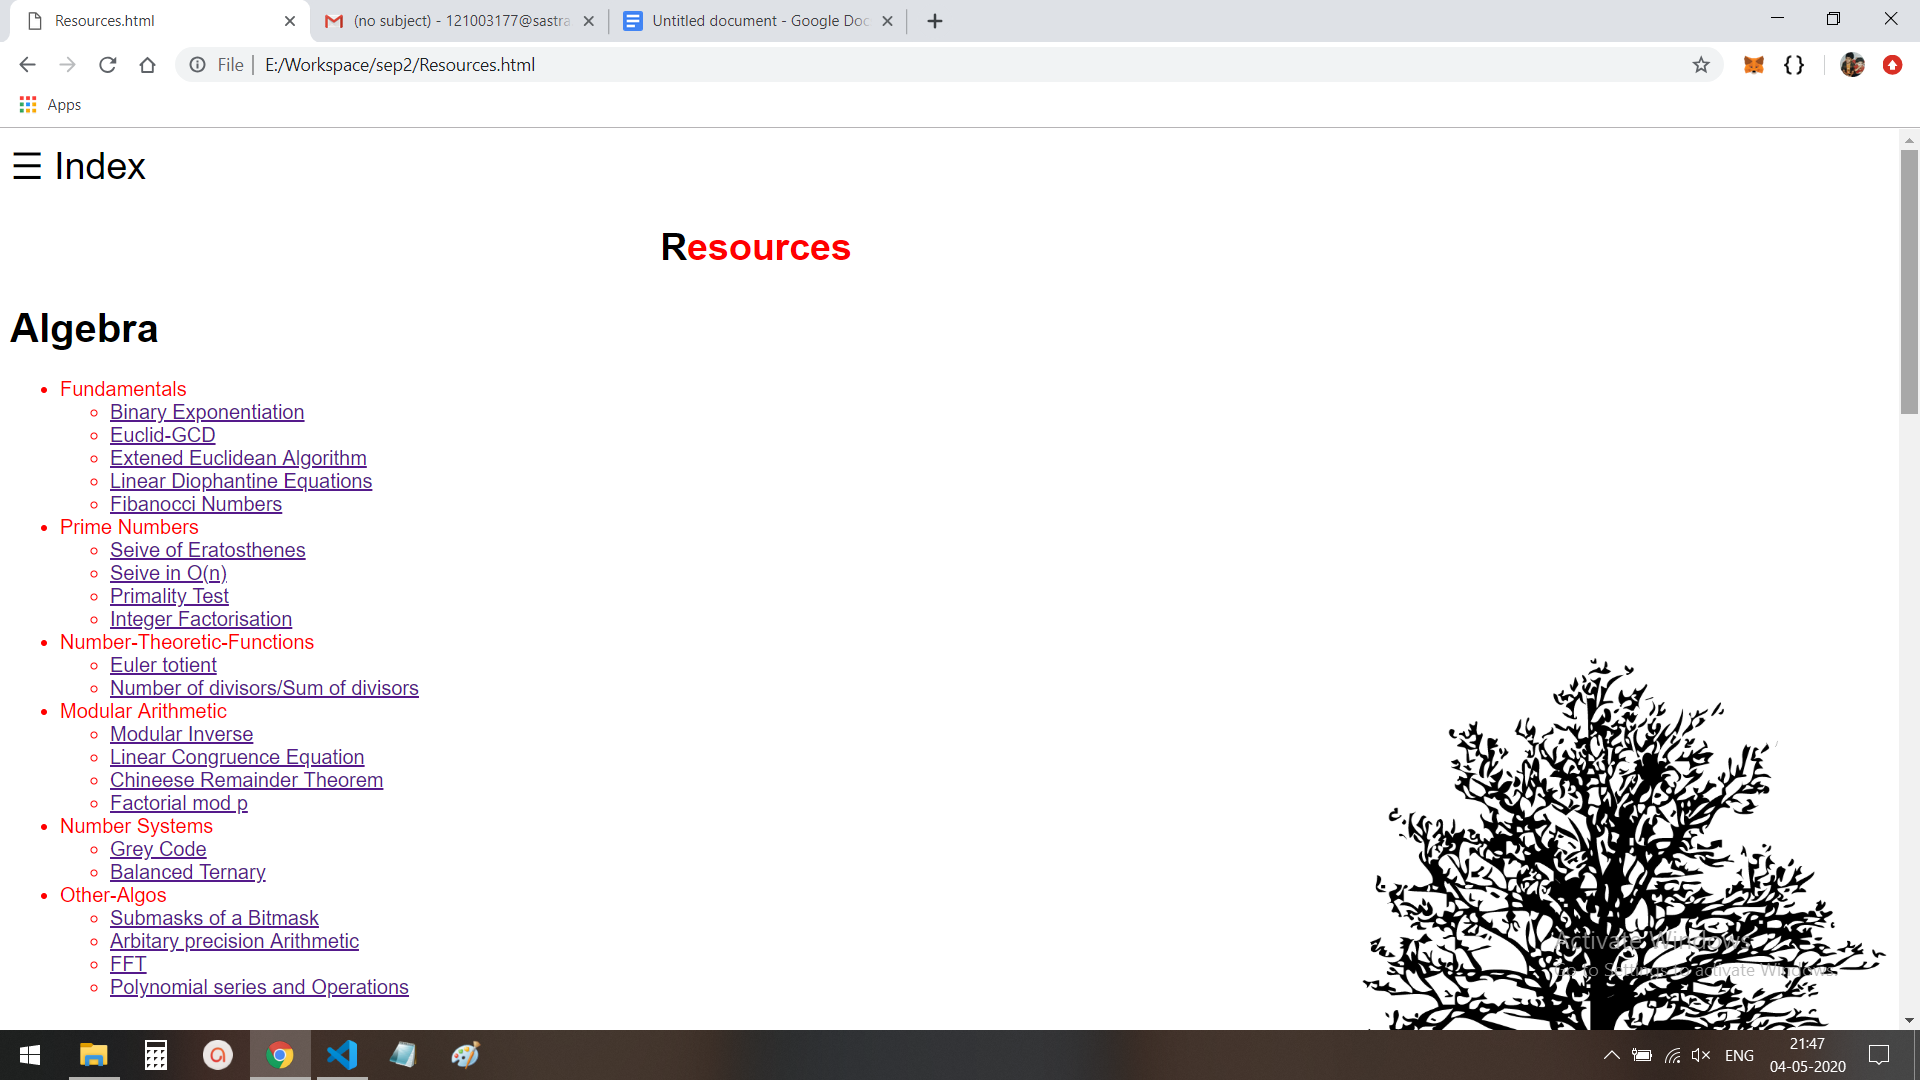 Resources.html
(no subject) - 121003177@sastra
Untitled document - Google Doc
File
E:/Workspace/sep2/Resources.html
Apps
☰ Index
Resources
Algebra
Fundamentals
Binary Exponentiation
Euclid-GCD
Extened Euclidean Algorithm
Linear Diophantine Equations
Fibanocci Numbers
Prime Numbers
Seive of Eratosthenes
Seive in O(n)
Primality Test
Integer Factorisation
Number-Theoretic-Functions
Euler totient
Number of divisors/Sum of divisors
Modular Arithmetic
Modular Inverse
Linear Congruence Equation
Chineese Remainder Theorem
Factorial mod p
Number Systems
Grey Code
Balanced Ternary
Other-Algos
Submasks of a Bitmask
Arbitary precision Arithmetic
FFT
Polynomial series and Operations
Activate Windows
Go to Settings to activate Windows.
ENG
21:47
04-05-2020